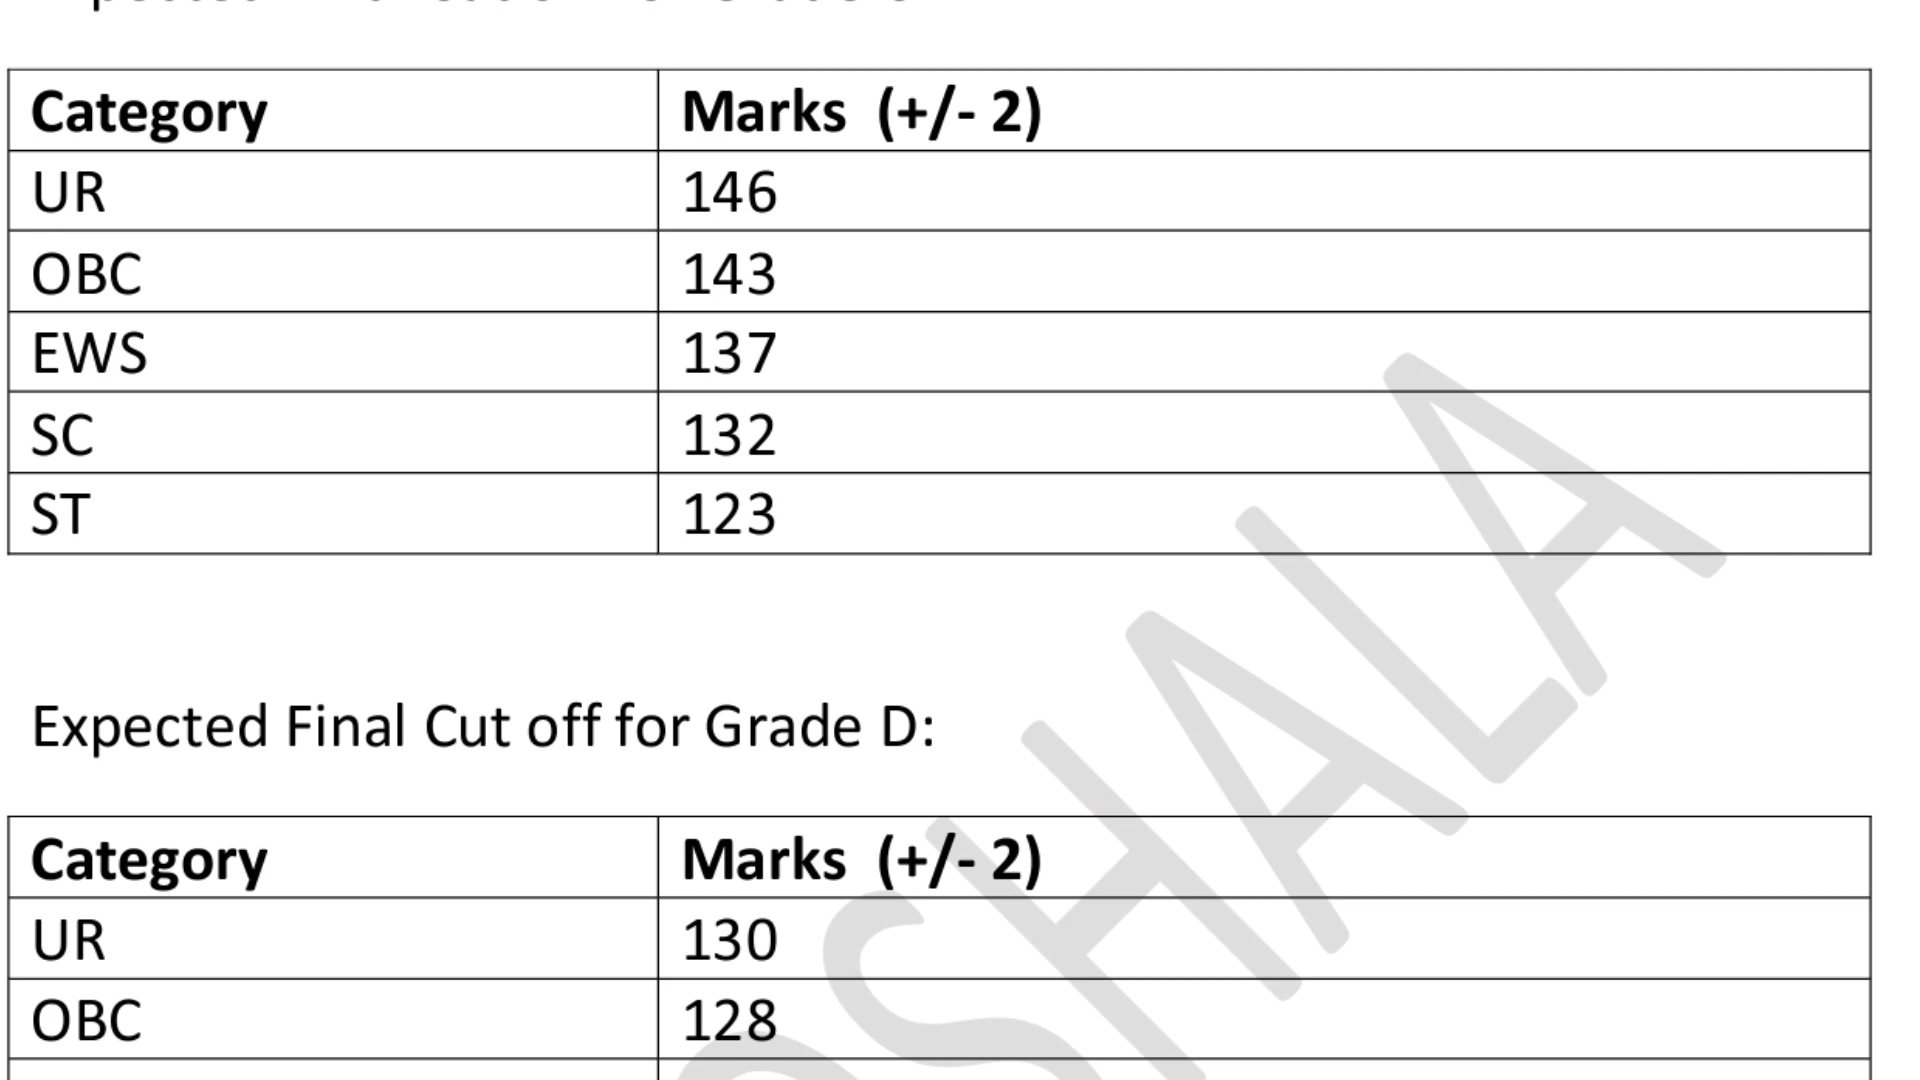 Category Marks (+/- 2)
UR 146
OBC 143
EWS 137
SC 132
ST 123
Expected Final Cut off for Grade D:
Category Marks (+/- 2)
UR 130
OBC 128
SHALA